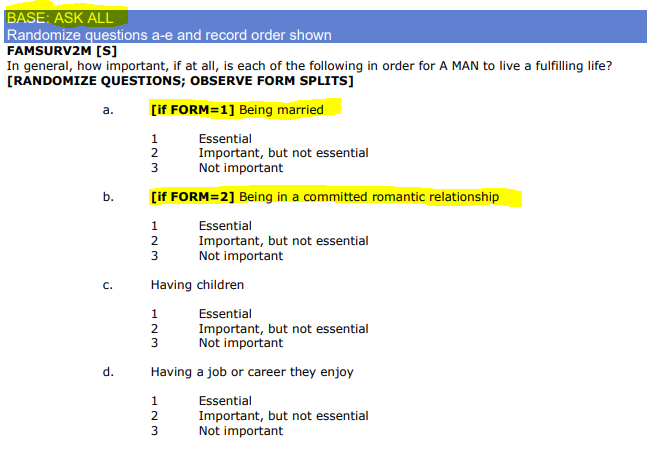 BASE: ASK ALL
Randomize questions a-e and record order shown
FAMSURV2M [S]
In general, how important, if at all, is each of the following in order for A MAN to live a fulfilling life?
[RANDOMIZE QUESTIONS; OBSERVE FORM SPLITS]
a. [if FORM=1] Being married
1 Essential
2 Important, but not essential
3 Not important
b. [if FORM=2] Being in a committed romantic relationship
1 Essential
2 Important, but not essential
3 Not important
c. Having children
1 Essential
2 Important, but not essential
3 Not important
d. Having a job or career they enjoy
1 Essential
2 Important, but not essential
3 Not important